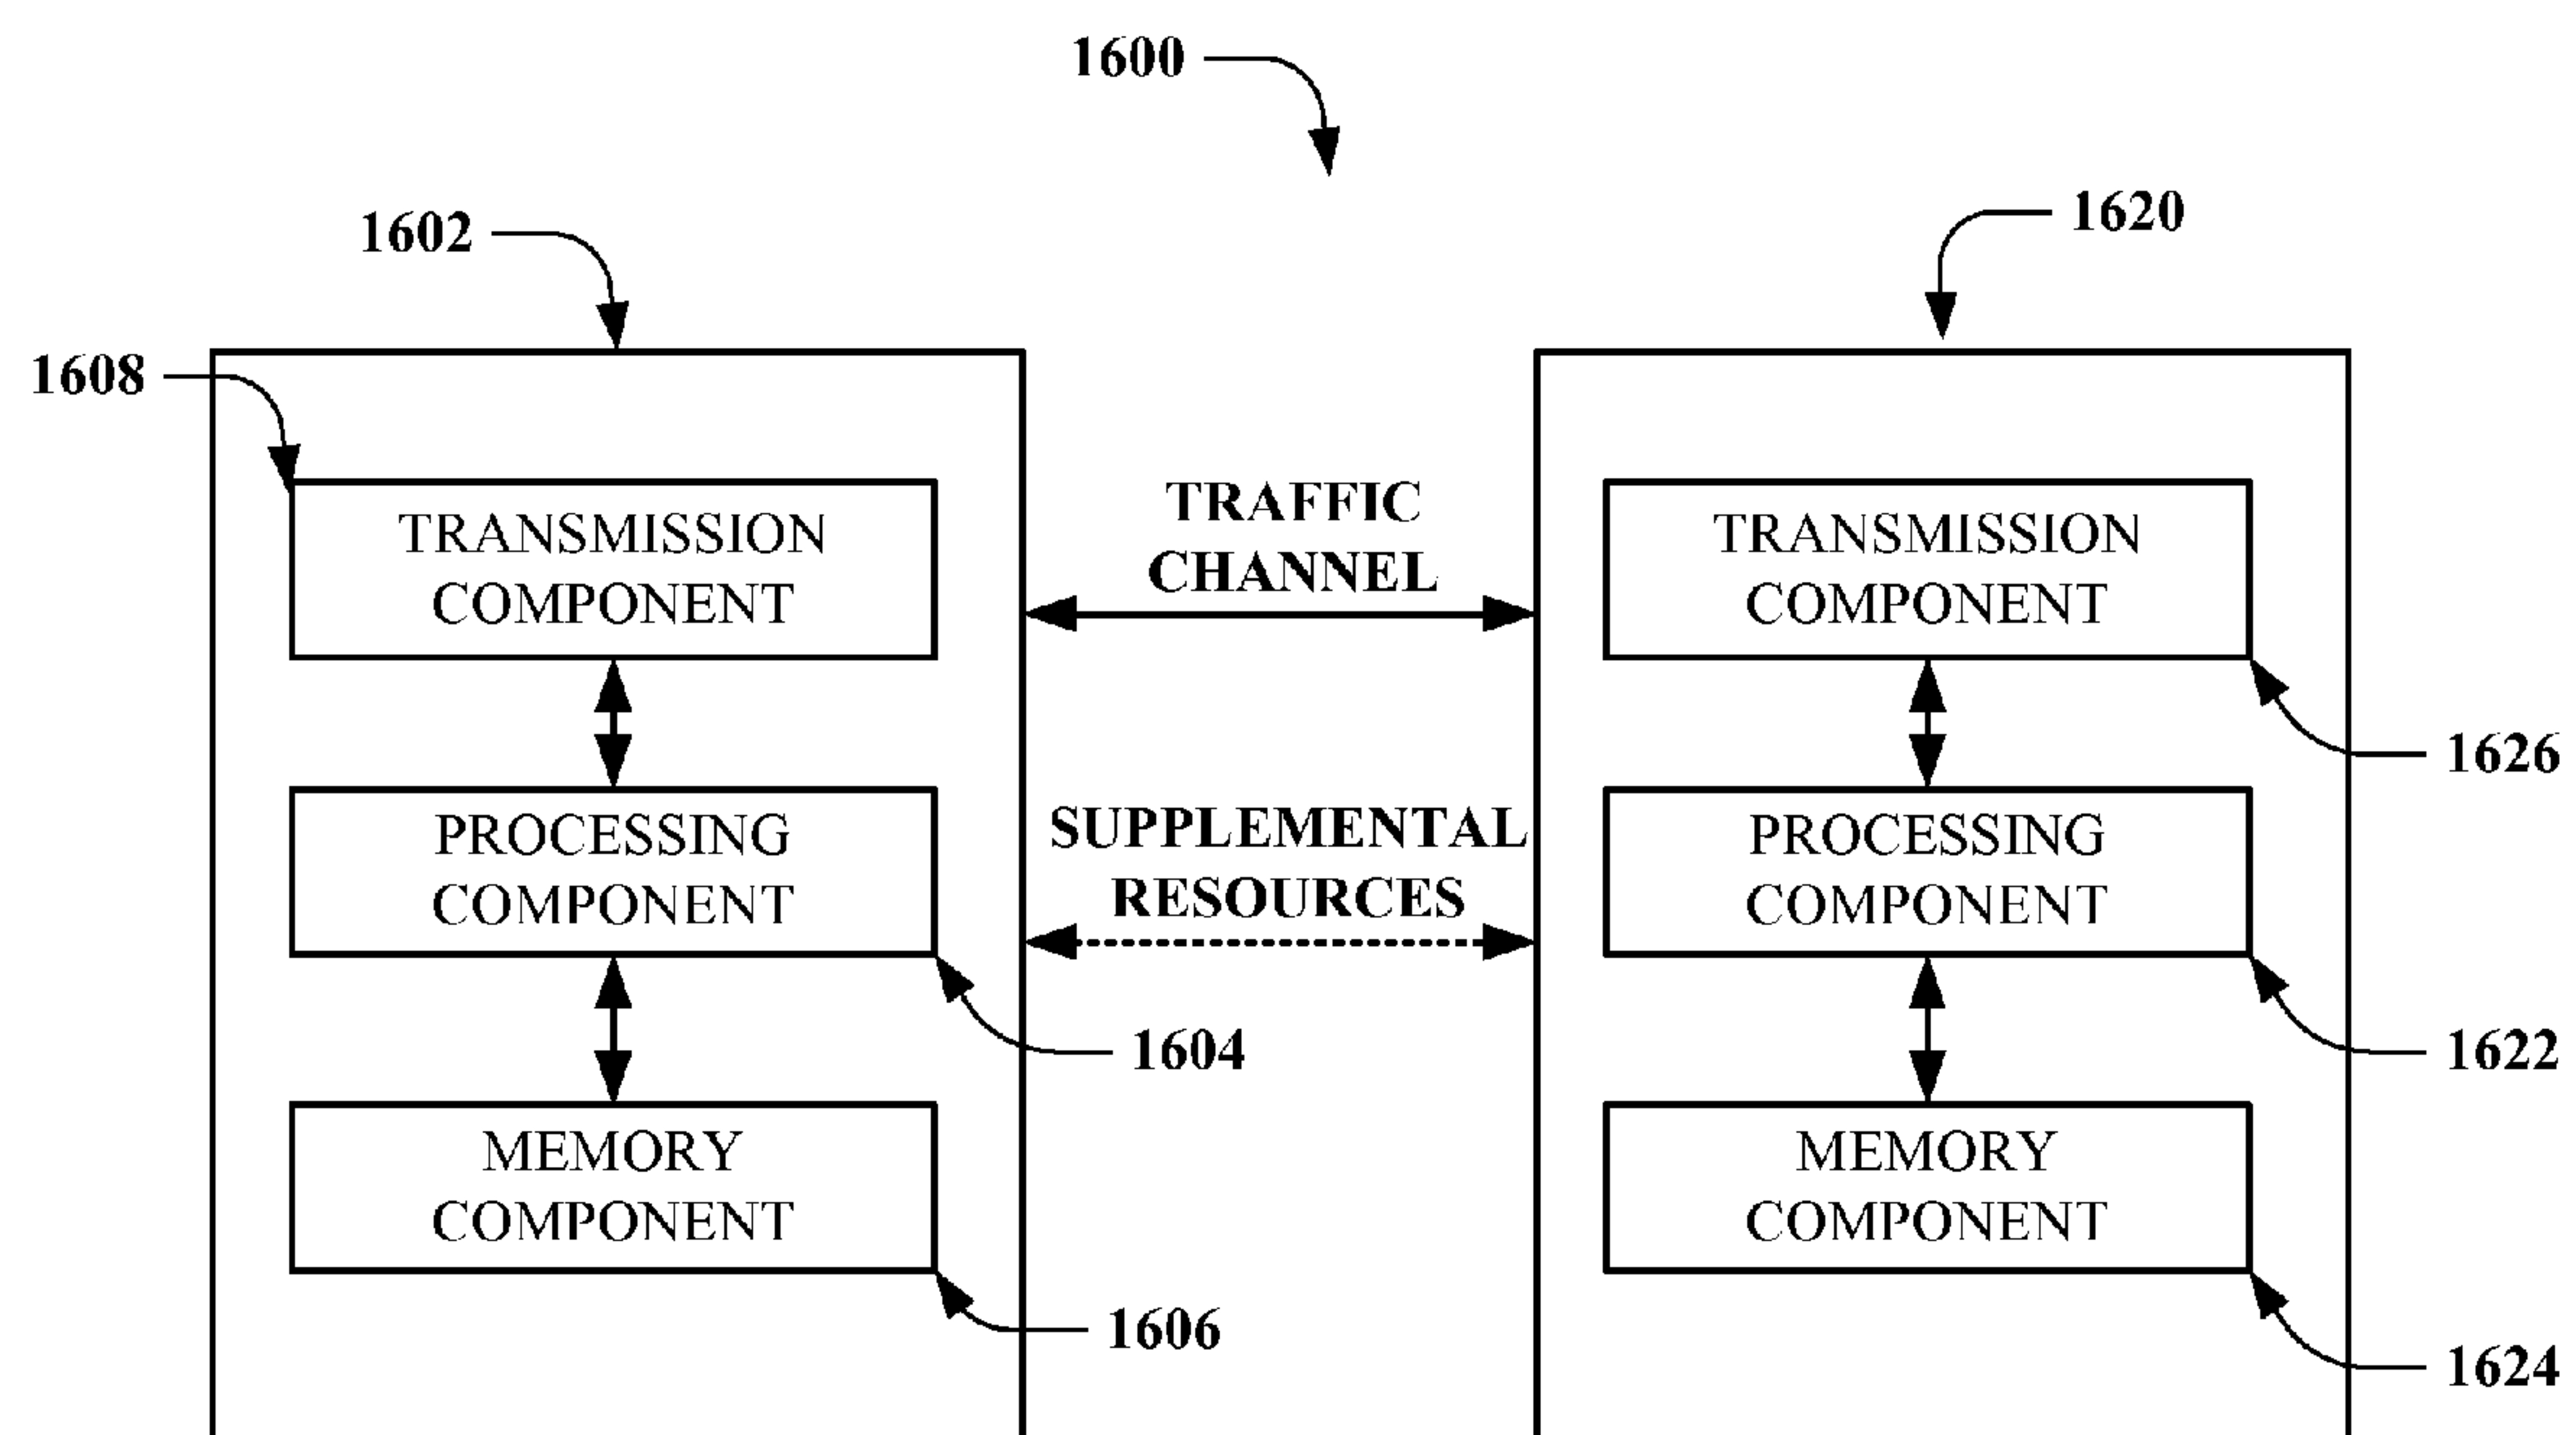 1600
1602
1620
1608
TRANSMISSION
COMPONENT
TRAFFIC
CHANNEL
TRANSMISSION
COMPONENT
1626
PROCESSING
COMPONENT
SUPPLEMENTAL
RESOURCES
PROCESSING
COMPONENT
1604
1622
MEMORY
COMPONENT
MEMORY
COMPONENT
1606
1624